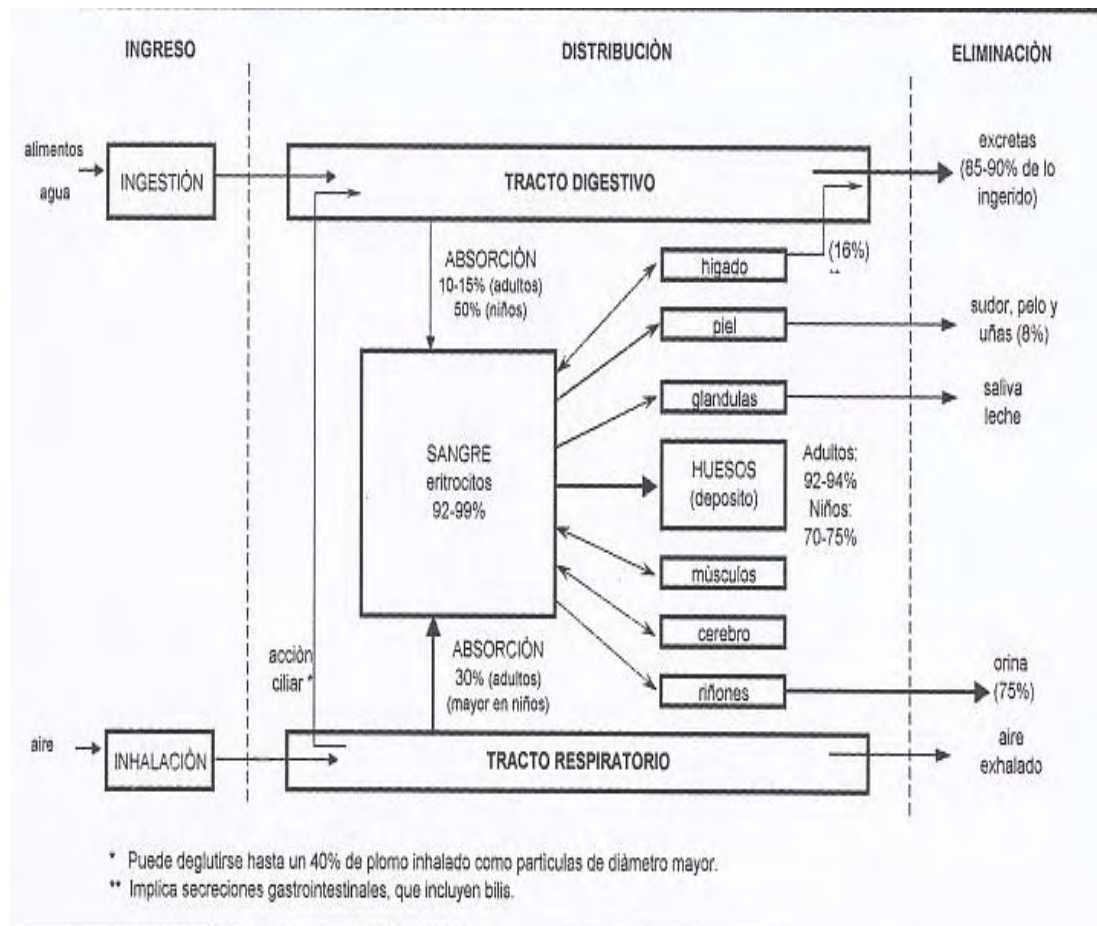 INGRESO
DISTRIBUCIÒN
ELIMINACIÒN
alimentos
agua
INGESTIÓN
TRACTO DIGESTIVO
excretas
(85-90% de lo
ingerido)
ABSORCIÒN
10-15% (adultos)
50% (niños)
higado
(16%)
**
piel
sudor, pelo y
uñas (8%)
glandulas
saliva
leche
SANGRE
eritrocitos
92-99%
HUESOS
(deposito)
Adultos:
92-94%
Niños:
70-75%
mùsculos
cerebro
acciòn
ciliar *
ABSORCIÓN
30% (adultos)
(mayor en niños)
riñones
orina
(75%)
aire
INHALACIÒN
TRACTO RESPIRATORIO
aire
exhalado
* Puede deglutirse hasta un 40% de plomo inhalado como particulas de diámetro mayor.
** Implica secreciones gastrointestinales, que incluyen bilis.